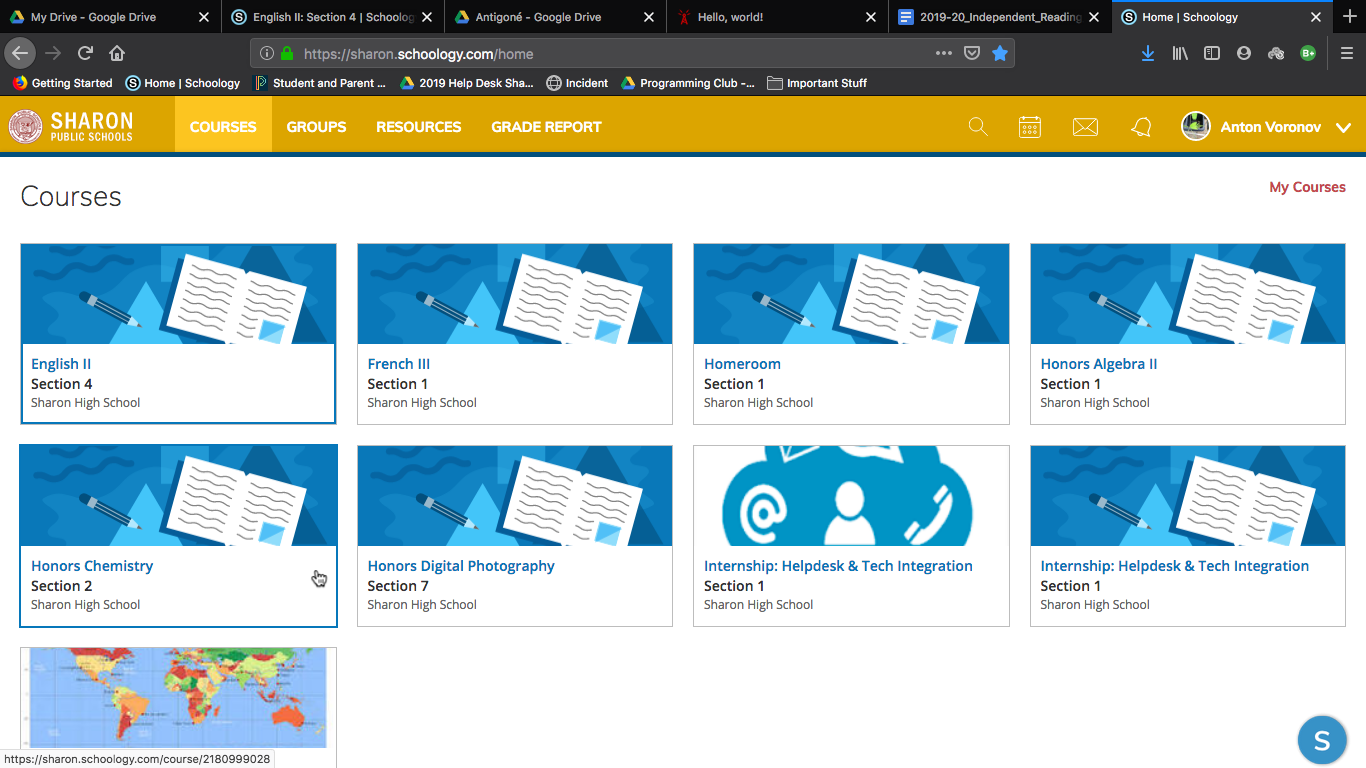 My Drive - Google Drive
English II: Section 4 | Schoolog
Antigoné - Google Drive
Hello, world!
2019-20_Independent_Reading
Home | Schoology
https://sharon.schoology.com/home
Getting Started
Home | Schoology
Student and Parent ...
2019 Help Desk Sha...
Incident
Programming Club -...
Important Stuff
SHARON
PUBLIC SCHOOLS
COURSES
GROUPS
RESOURCES
GRADE REPORT
Anton Voronov
Courses
My Courses
English II
Section 4
Sharon High School
French III
Section 1
Sharon High School
Homeroom
Section 1
Sharon High School
Honors Algebra II
Section 1
Sharon High School
Honors Chemistry
Section 2
Sharon High School
Honors Digital Photography
Section 7
Sharon High School
Internship: Helpdesk & Tech Integration
Section 1
Sharon High School
Internship: Helpdesk & Tech Integration
Section 1
Sharon High School
https://sharon.schoology.com/course/2180999028
S